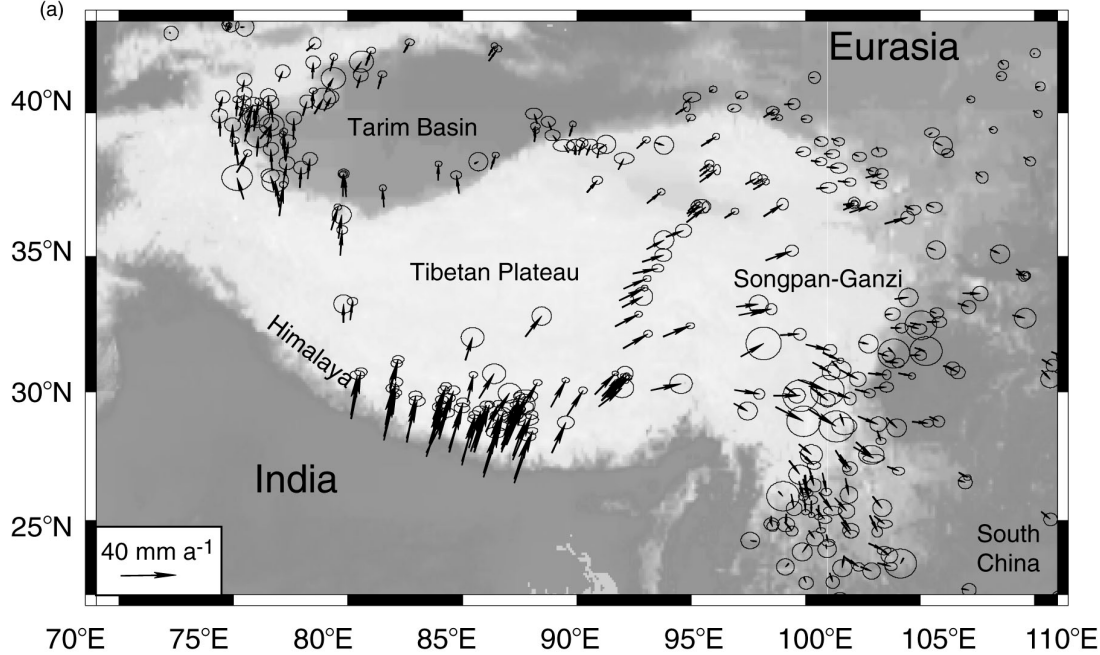 (a)
Eurasia
40°N
Tarim Basin
35°N
Tibetan Plateau
Songpan-Ganzi
Himalaya
30°N
India
25°N
South
China
40 mm a⁻¹
70°E 75°E 80°E 85°E 90°E 95°E 100°E 105°E 110°E